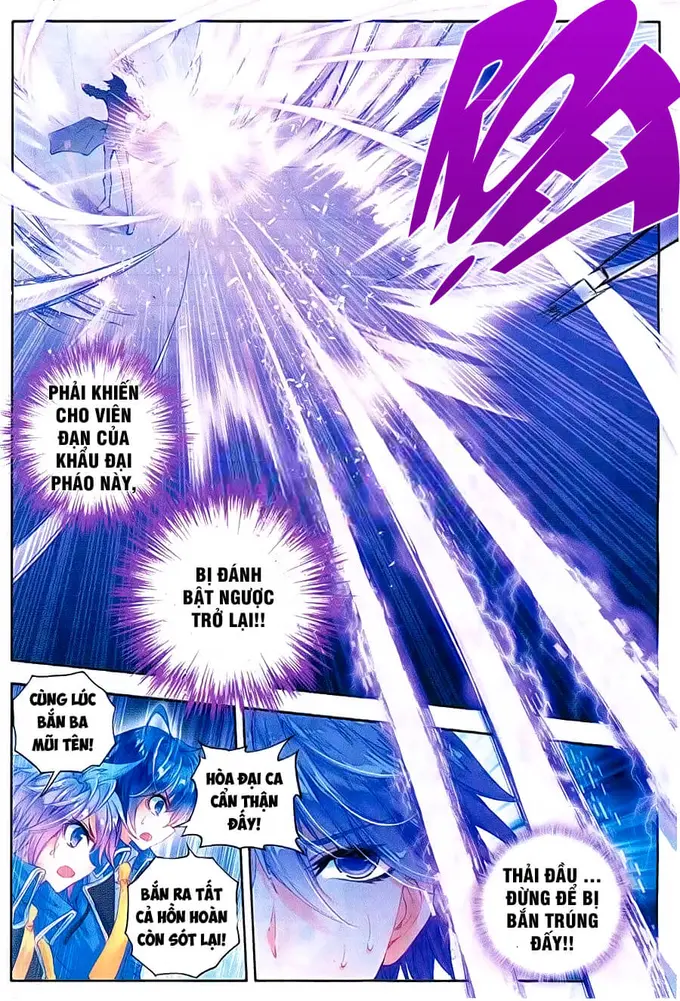 ROẸT
PHẢI KHIẾN
CHO VIÊN
ĐẠN CỦA
KHẨU ĐẠI
PHÁO NÀY,
BỊ ĐÁNH
BẬT NGƯỢC
TRỞ LẠI!!
CÙNG LÚC
BẮN BA
MŨI TÊN!
HÒA ĐẠI CA
CẨN THẬN
ĐẤY!
BẮN RA TẤT
CẢ HỒN HOÀN
CÒN SÓT LẠI!
THẢI ĐẦU ...
ĐỪNG ĐỂ BỊ
BẮN TRÚNG
ĐẤY!!